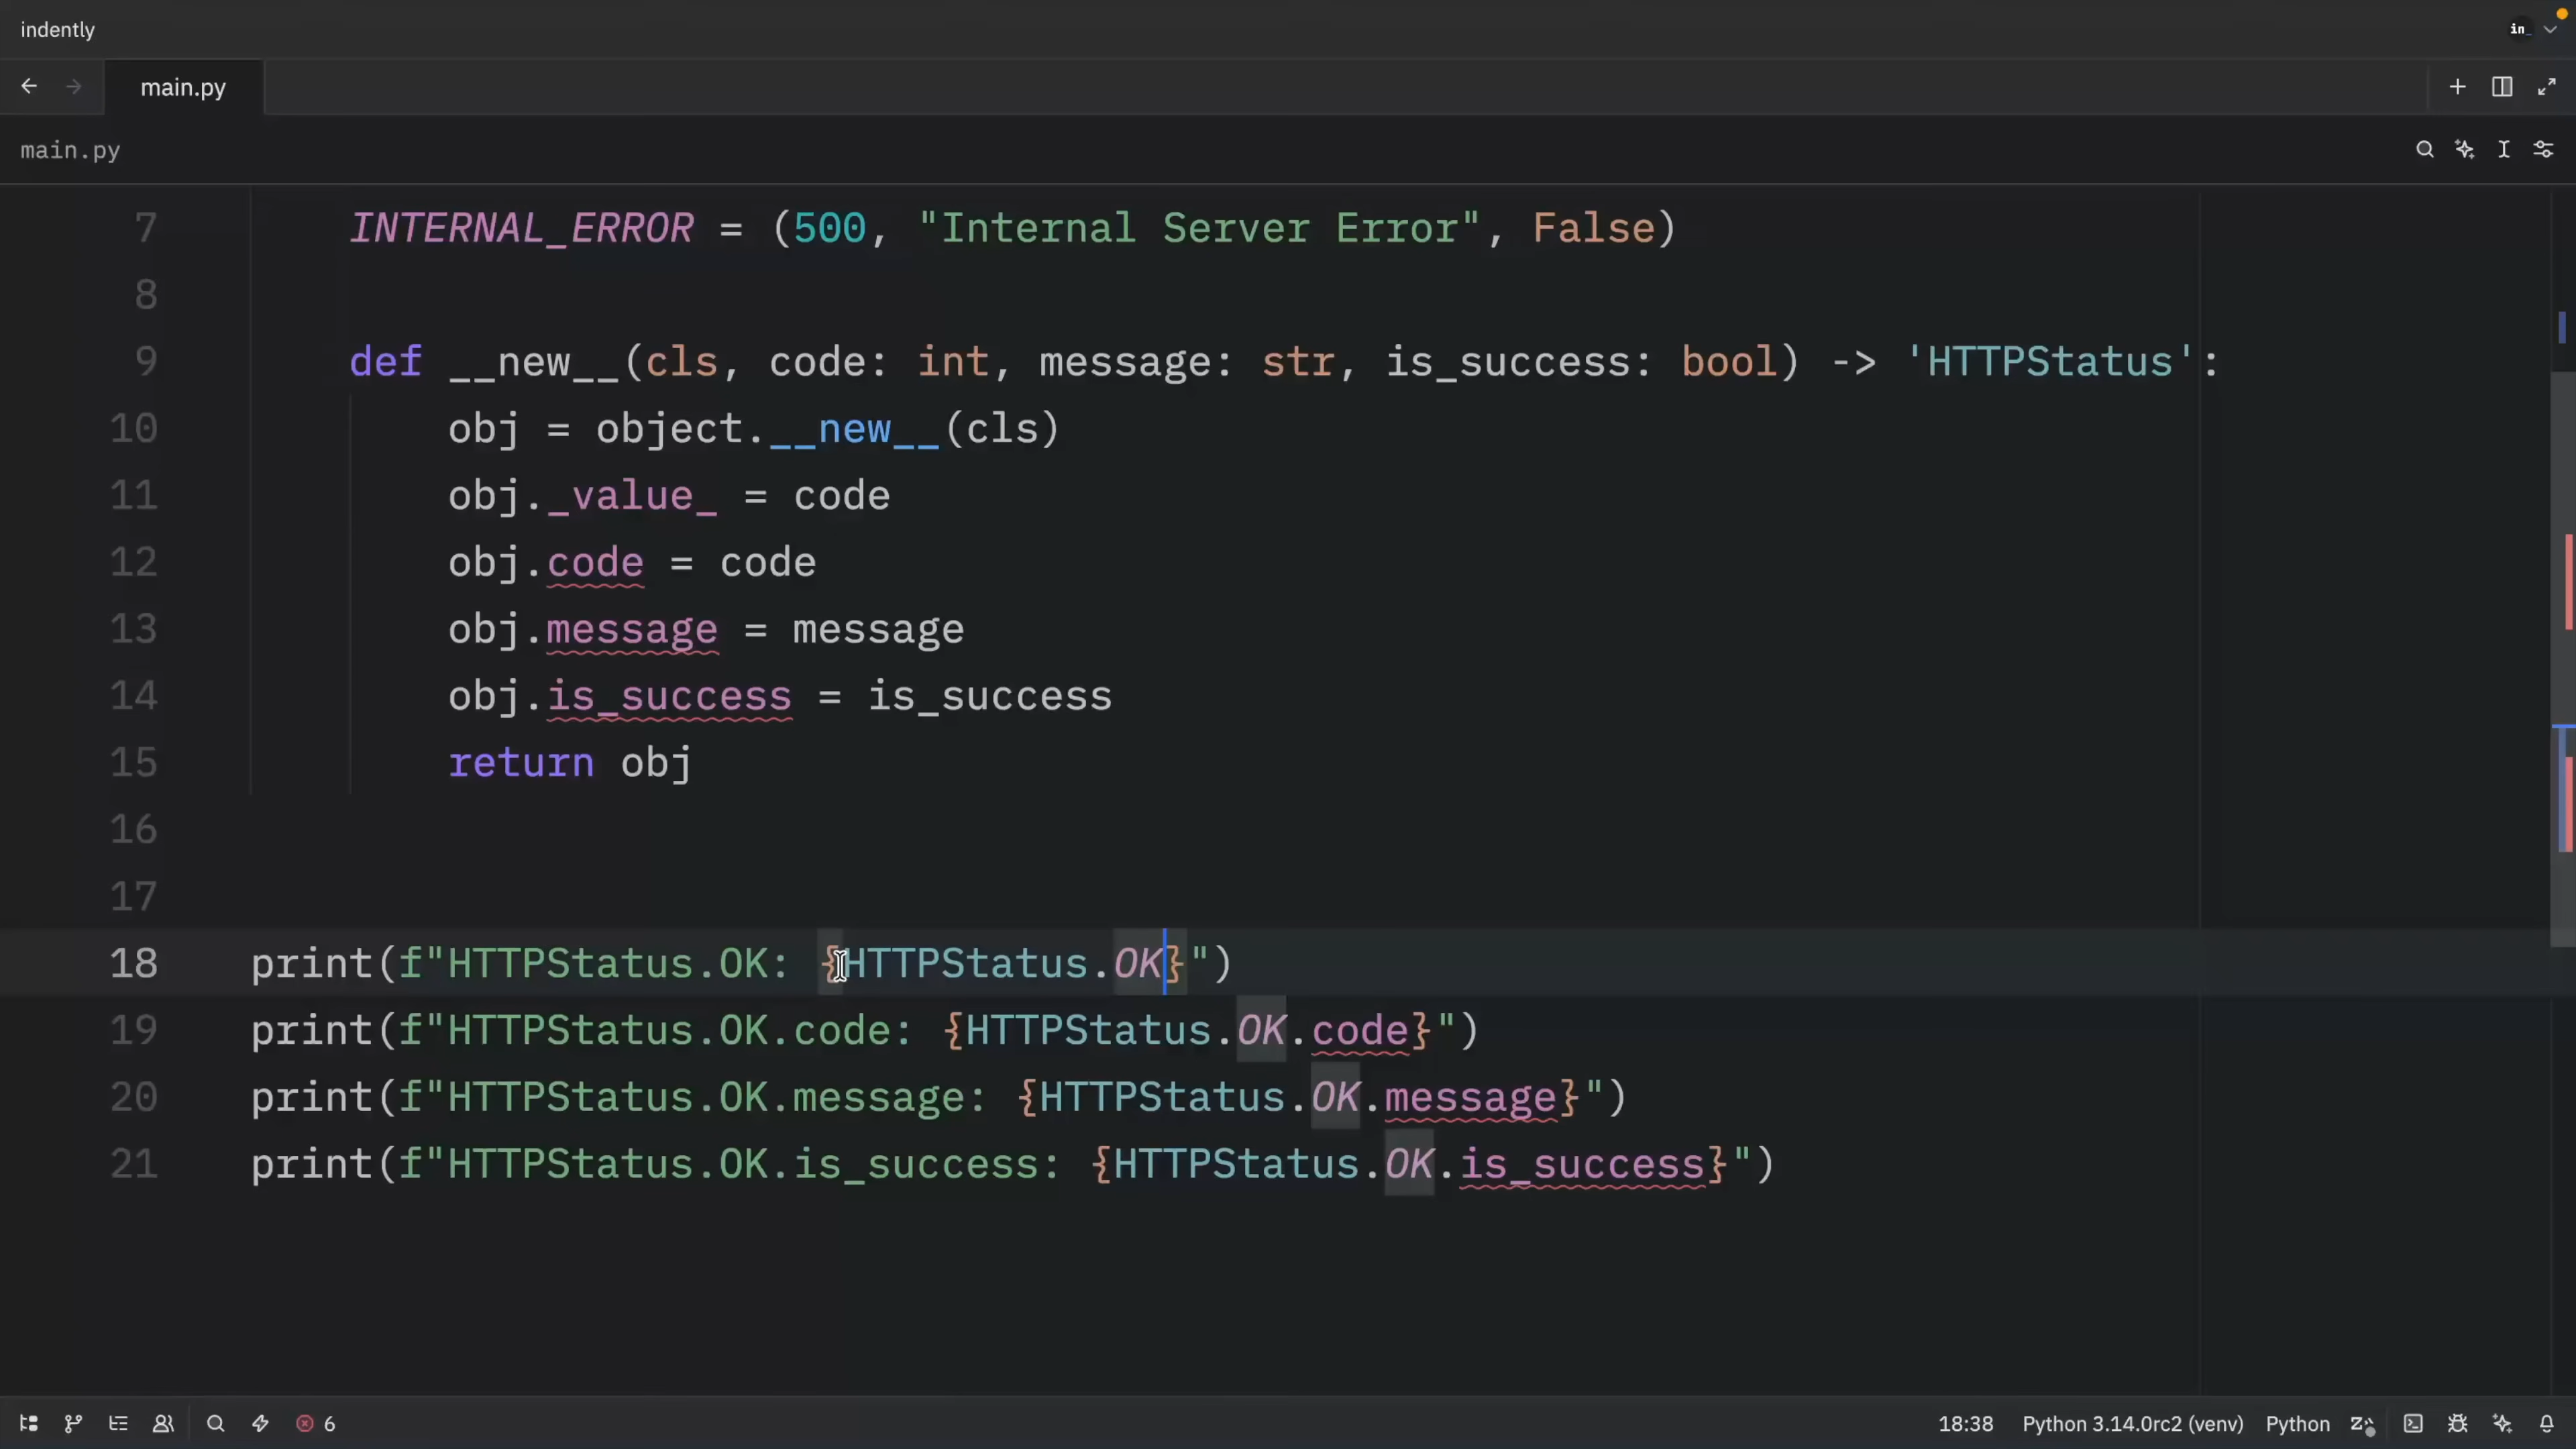 indently
in_
main.py
main.py
7 INTERNAL_ERROR = (500, "Internal Server Error", False)
8
9 def __new__(cls, code: int, message: str, is_success: bool) -> 'HTTPStatus':
10 obj = object.__new__(cls)
11 obj._value_ = code
12 obj.code = code
13 obj.message = message
14 obj.is_success = is_success
15 return obj
16
17
18 print(f"HTTPStatus.OK: {HTTPStatus.OK}")
19 print(f"HTTPStatus.OK.code: {HTTPStatus.OK.code}")
20 print(f"HTTPStatus.OK.message: {HTTPStatus.OK.message}")
21 print(f"HTTPStatus.OK.is_success: {HTTPStatus.OK.is_success}")
6 18:38 Python 3.14.0rc2 (venv) Python